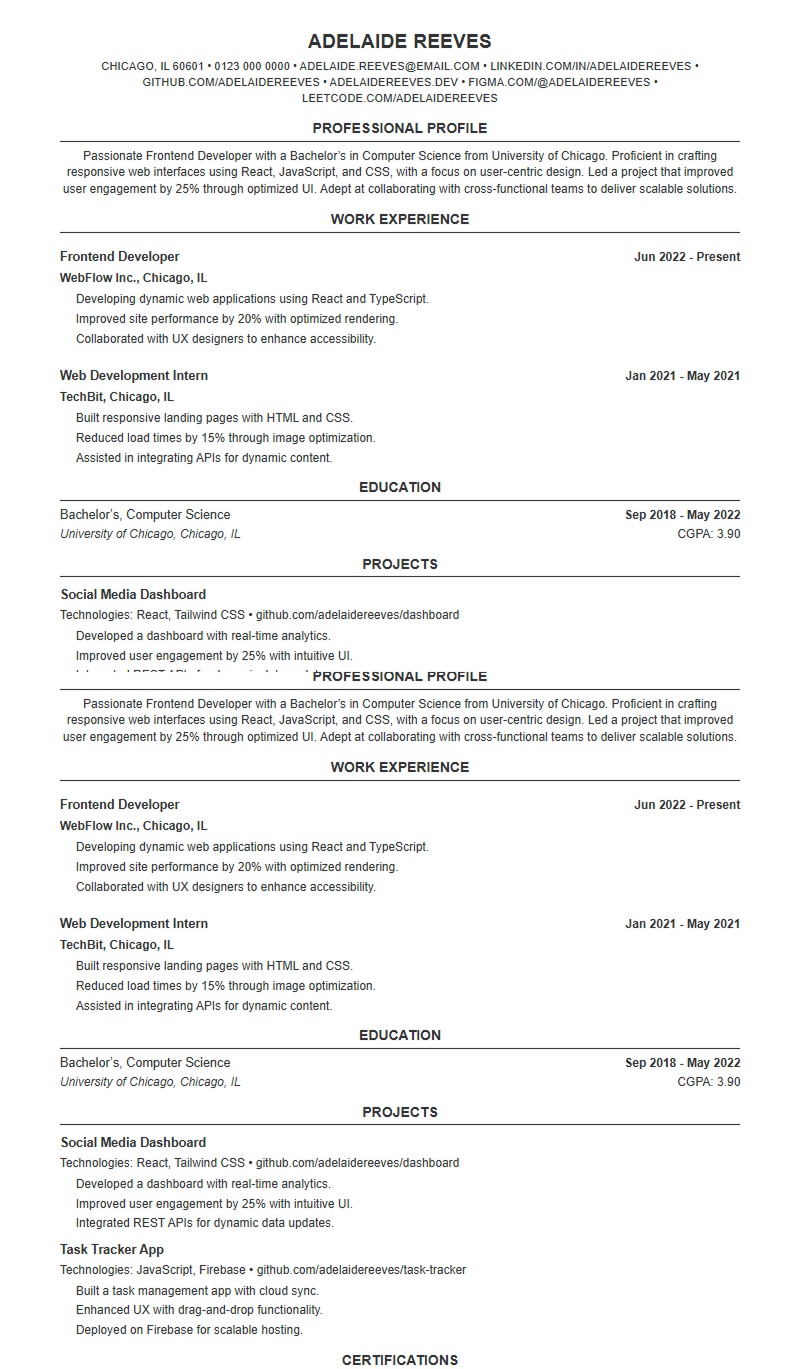 ADELAIDE REEVES
CHICAGO, IL 60601 • 0123 000 0000 • ADELAIDE.REEVES@EMAIL.COM • LINKEDIN.COM/IN/ADELAIDEREEVES •
GITHUB.COM/ADELAIDEREEVES • ADELAIDEREEVES.DEV • FIGMA.COM/@ADELAIDEREEVES •
LEETCODE.COM/ADELAIDEREEVES
PROFESSIONAL PROFILE
Passionate Frontend Developer with a Bachelor’s in Computer Science from University of Chicago. Proficient in crafting
responsive web interfaces using React, JavaScript, and CSS, with a focus on user-centric design. Led a project that improved
user engagement by 25% through optimized UI. Adept at collaborating with cross-functional teams to deliver scalable solutions.
WORK EXPERIENCE
Frontend Developer Jun 2022 - Present
WebFlow Inc., Chicago, IL
Developing dynamic web applications using React and TypeScript.
Improved site performance by 20% with optimized rendering.
Collaborated with UX designers to enhance accessibility.
Web Development Intern Jan 2021 - May 2021
TechBit, Chicago, IL
Built responsive landing pages with HTML and CSS.
Reduced load times by 15% through image optimization.
Assisted in integrating APIs for dynamic content.
EDUCATION
Bachelor’s, Computer Science Sep 2018 - May 2022
University of Chicago, Chicago, IL CGPA: 3.90
PROJECTS
Social Media Dashboard
Technologies: React, Tailwind CSS • github.com/adelaidereeves/dashboard
Developed a dashboard with real-time analytics.
Improved user engagement by 25% with intuitive UI.
PROFESSIONAL PROFILE
Passionate Frontend Developer with a Bachelor’s in Computer Science from University of Chicago. Proficient in crafting
responsive web interfaces using React, JavaScript, and CSS, with a focus on user-centric design. Led a project that improved
user engagement by 25% through optimized UI. Adept at collaborating with cross-functional teams to deliver scalable solutions.
WORK EXPERIENCE
Frontend Developer Jun 2022 - Present
WebFlow Inc., Chicago, IL
Developing dynamic web applications using React and TypeScript.
Improved site performance by 20% with optimized rendering.
Collaborated with UX designers to enhance accessibility.
Web Development Intern Jan 2021 - May 2021
TechBit, Chicago, IL
Built responsive landing pages with HTML and CSS.
Reduced load times by 15% through image optimization.
Assisted in integrating APIs for dynamic content.
EDUCATION
Bachelor’s, Computer Science Sep 2018 - May 2022
University of Chicago, Chicago, IL CGPA: 3.90
PROJECTS
Social Media Dashboard
Technologies: React, Tailwind CSS • github.com/adelaidereeves/dashboard
Developed a dashboard with real-time analytics.
Improved user engagement by 25% with intuitive UI.
Integrated REST APIs for dynamic data updates.
Task Tracker App
Technologies: JavaScript, Firebase • github.com/adelaidereeves/task-tracker
Built a task management app with cloud sync.
Enhanced UX with drag-and-drop functionality.
Deployed on Firebase for scalable hosting.
CERTIFICATIONS